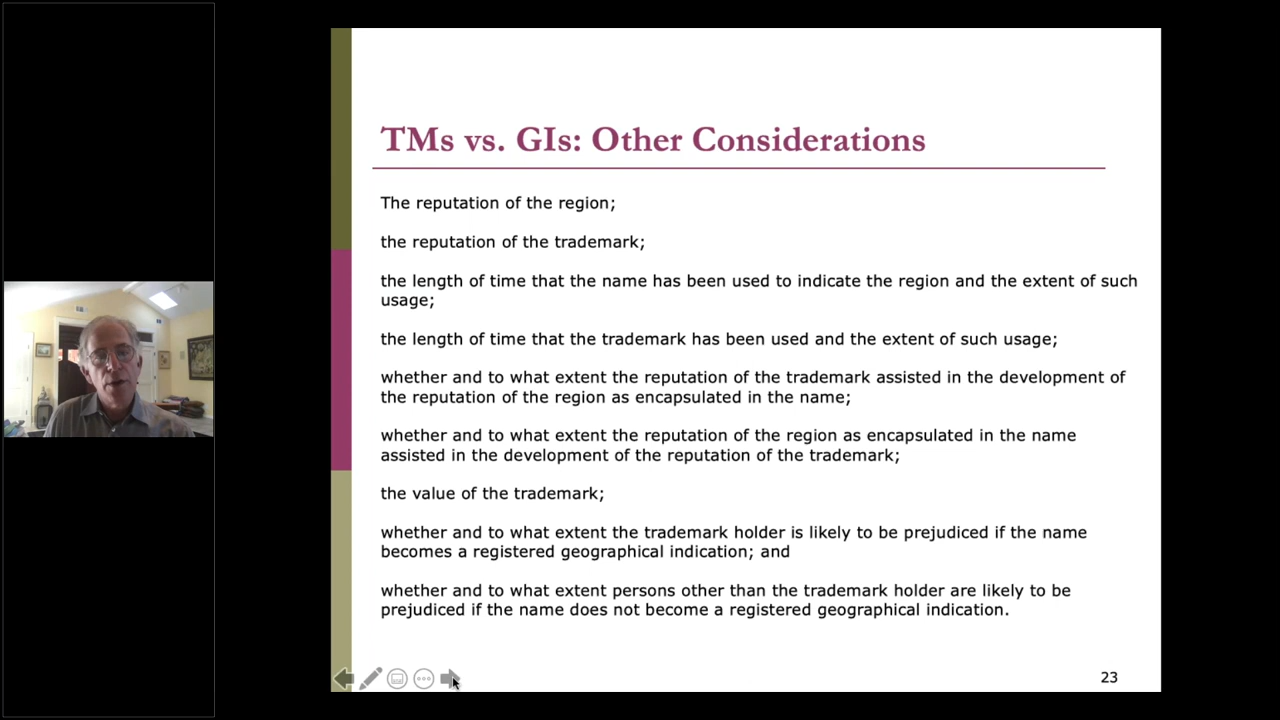 TMs vs. GIs: Other Considerations
The reputation of the region;
the reputation of the trademark;
the length of time that the name has been used to indicate the region and the extent of such
usage;
the length of time that the trademark has been used and the extent of such usage;
whether and to what extent the reputation of the trademark assisted in the development of
the reputation of the region as encapsulated in the name;
whether and to what extent the reputation of the region as encapsulated in the name
assisted in the development of the reputation of the trademark;
the value of the trademark;
whether and to what extent the trademark holder is likely to be prejudiced if the name
becomes a registered geographical indication; and
whether and to what extent persons other than the trademark holder are likely to be
prejudiced if the name does not become a registered geographical indication.
23